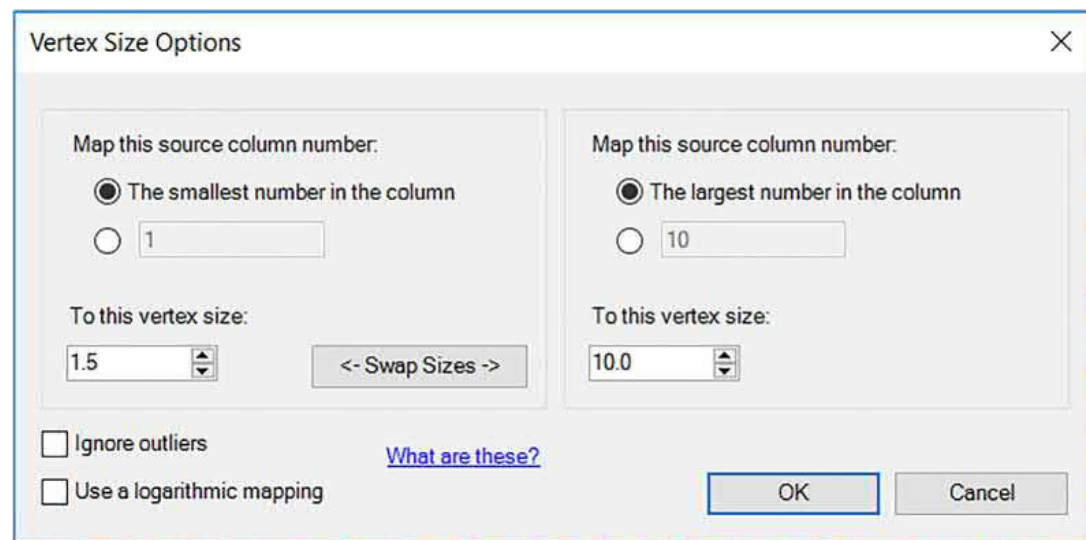 Vertex Size Options
Map this source column number:
The smallest number in the column
1
To this vertex size:
1.5
<- Swap Sizes ->
Map this source column number:
The largest number in the column
10
To this vertex size:
10.0
Ignore outliers
Use a logarithmic mapping
What are these?
OK
Cancel